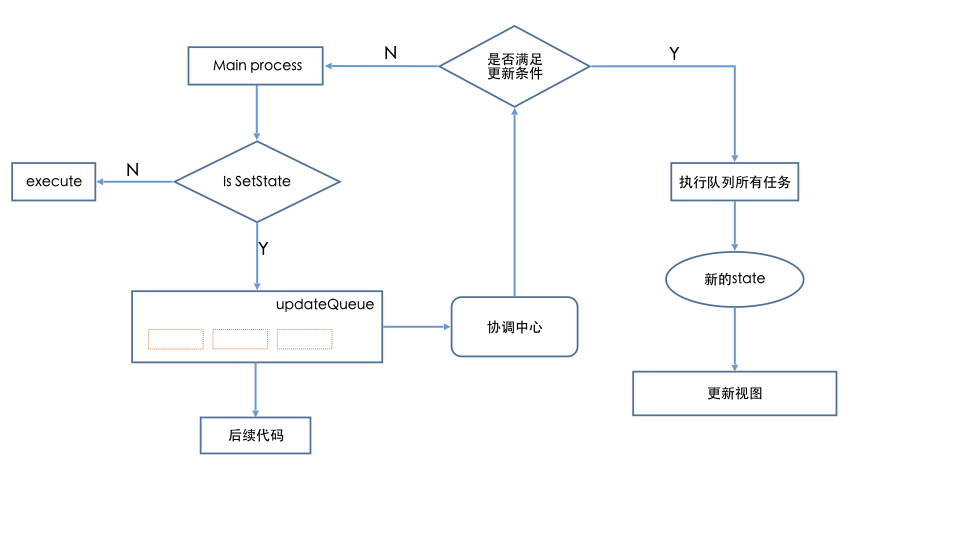 Main process
N
是否满足
更新条件
Y
execute
N
Is SetState
Y
updateQueue
协调中心
后续代码
执行队列所有任务
新的state
更新视图